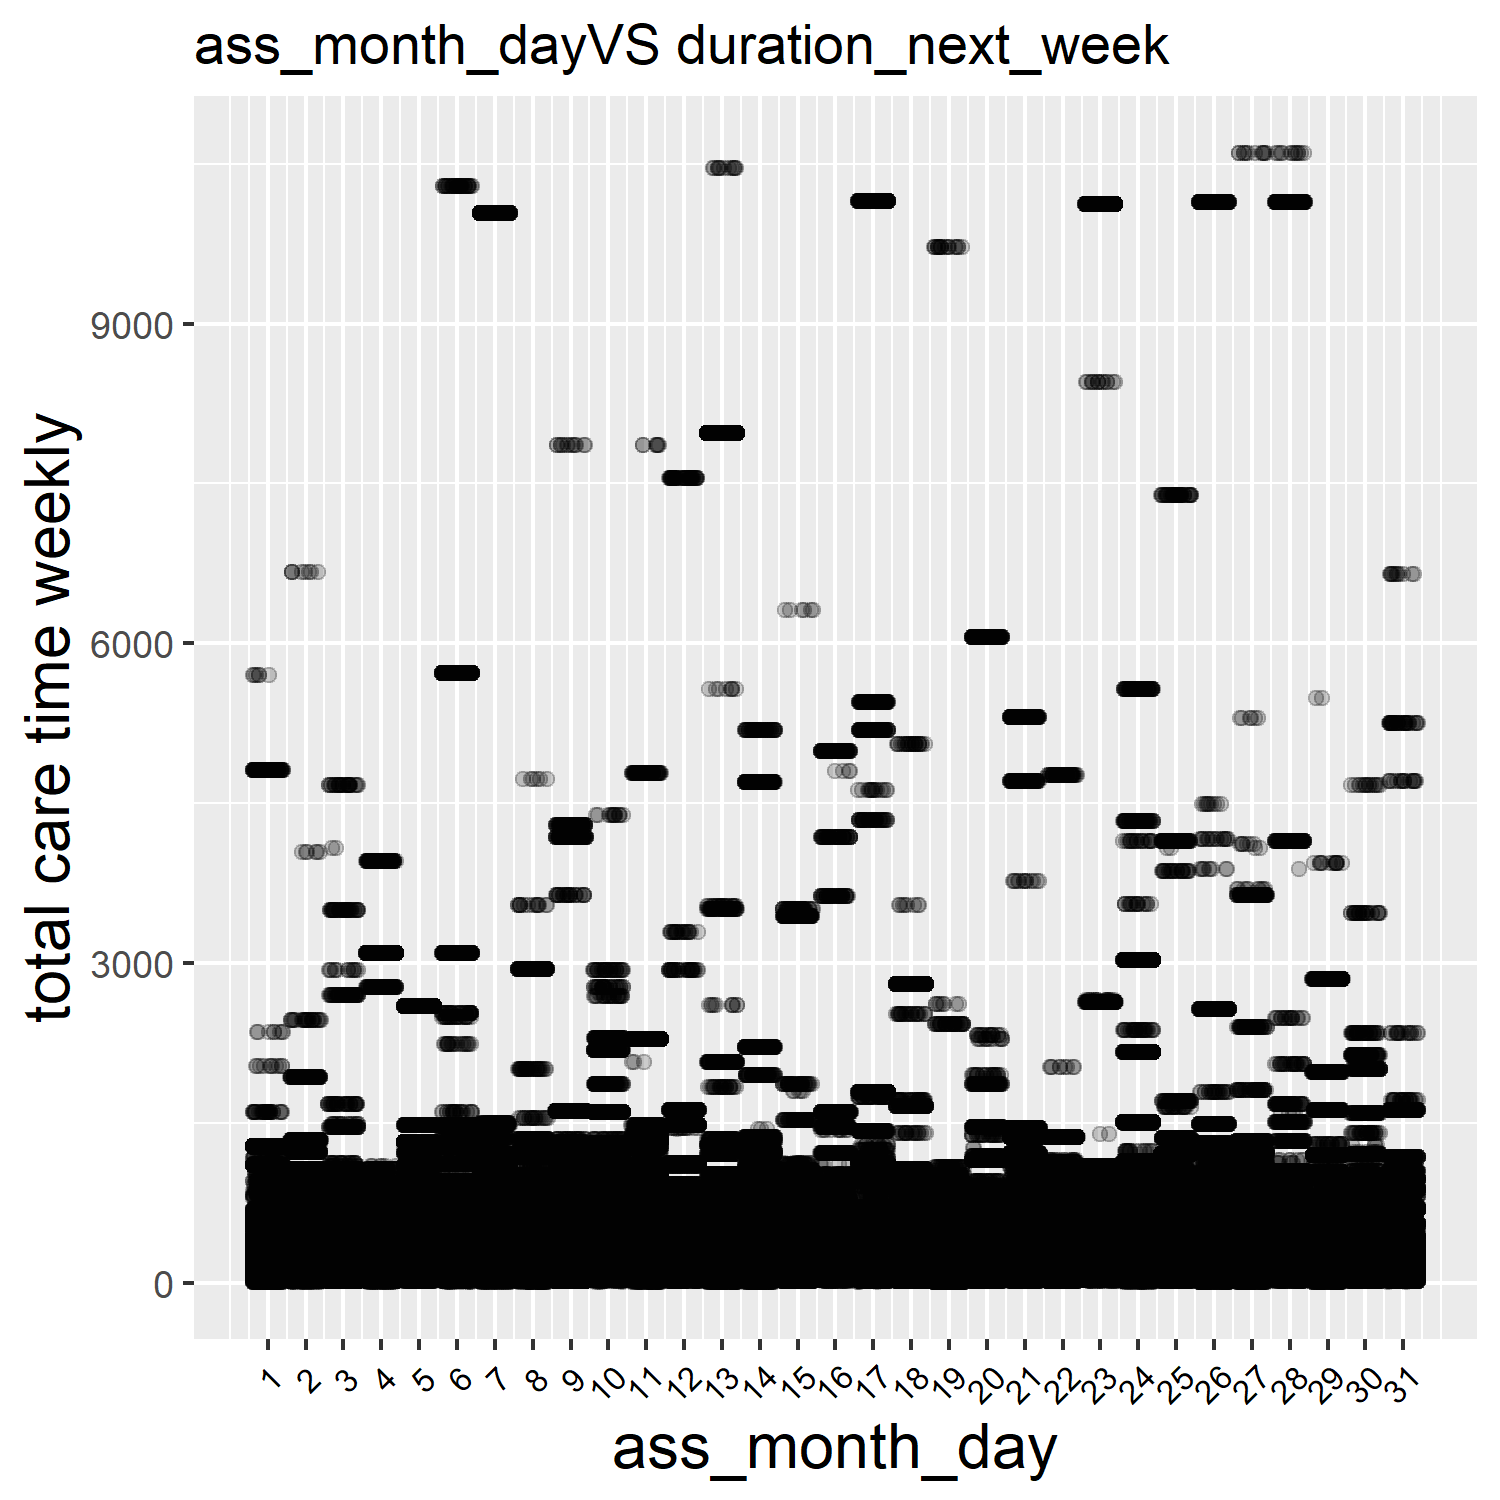 ass_month_dayVS duration_next_week
total care time weekly
9000
6000
3000
0
1 2 3 4 5 6 7 8 9 10 11 12 13 14 15 16 17 18 19 20 21 22 23 24 25 26 27 28 29 30 31
ass_month_day